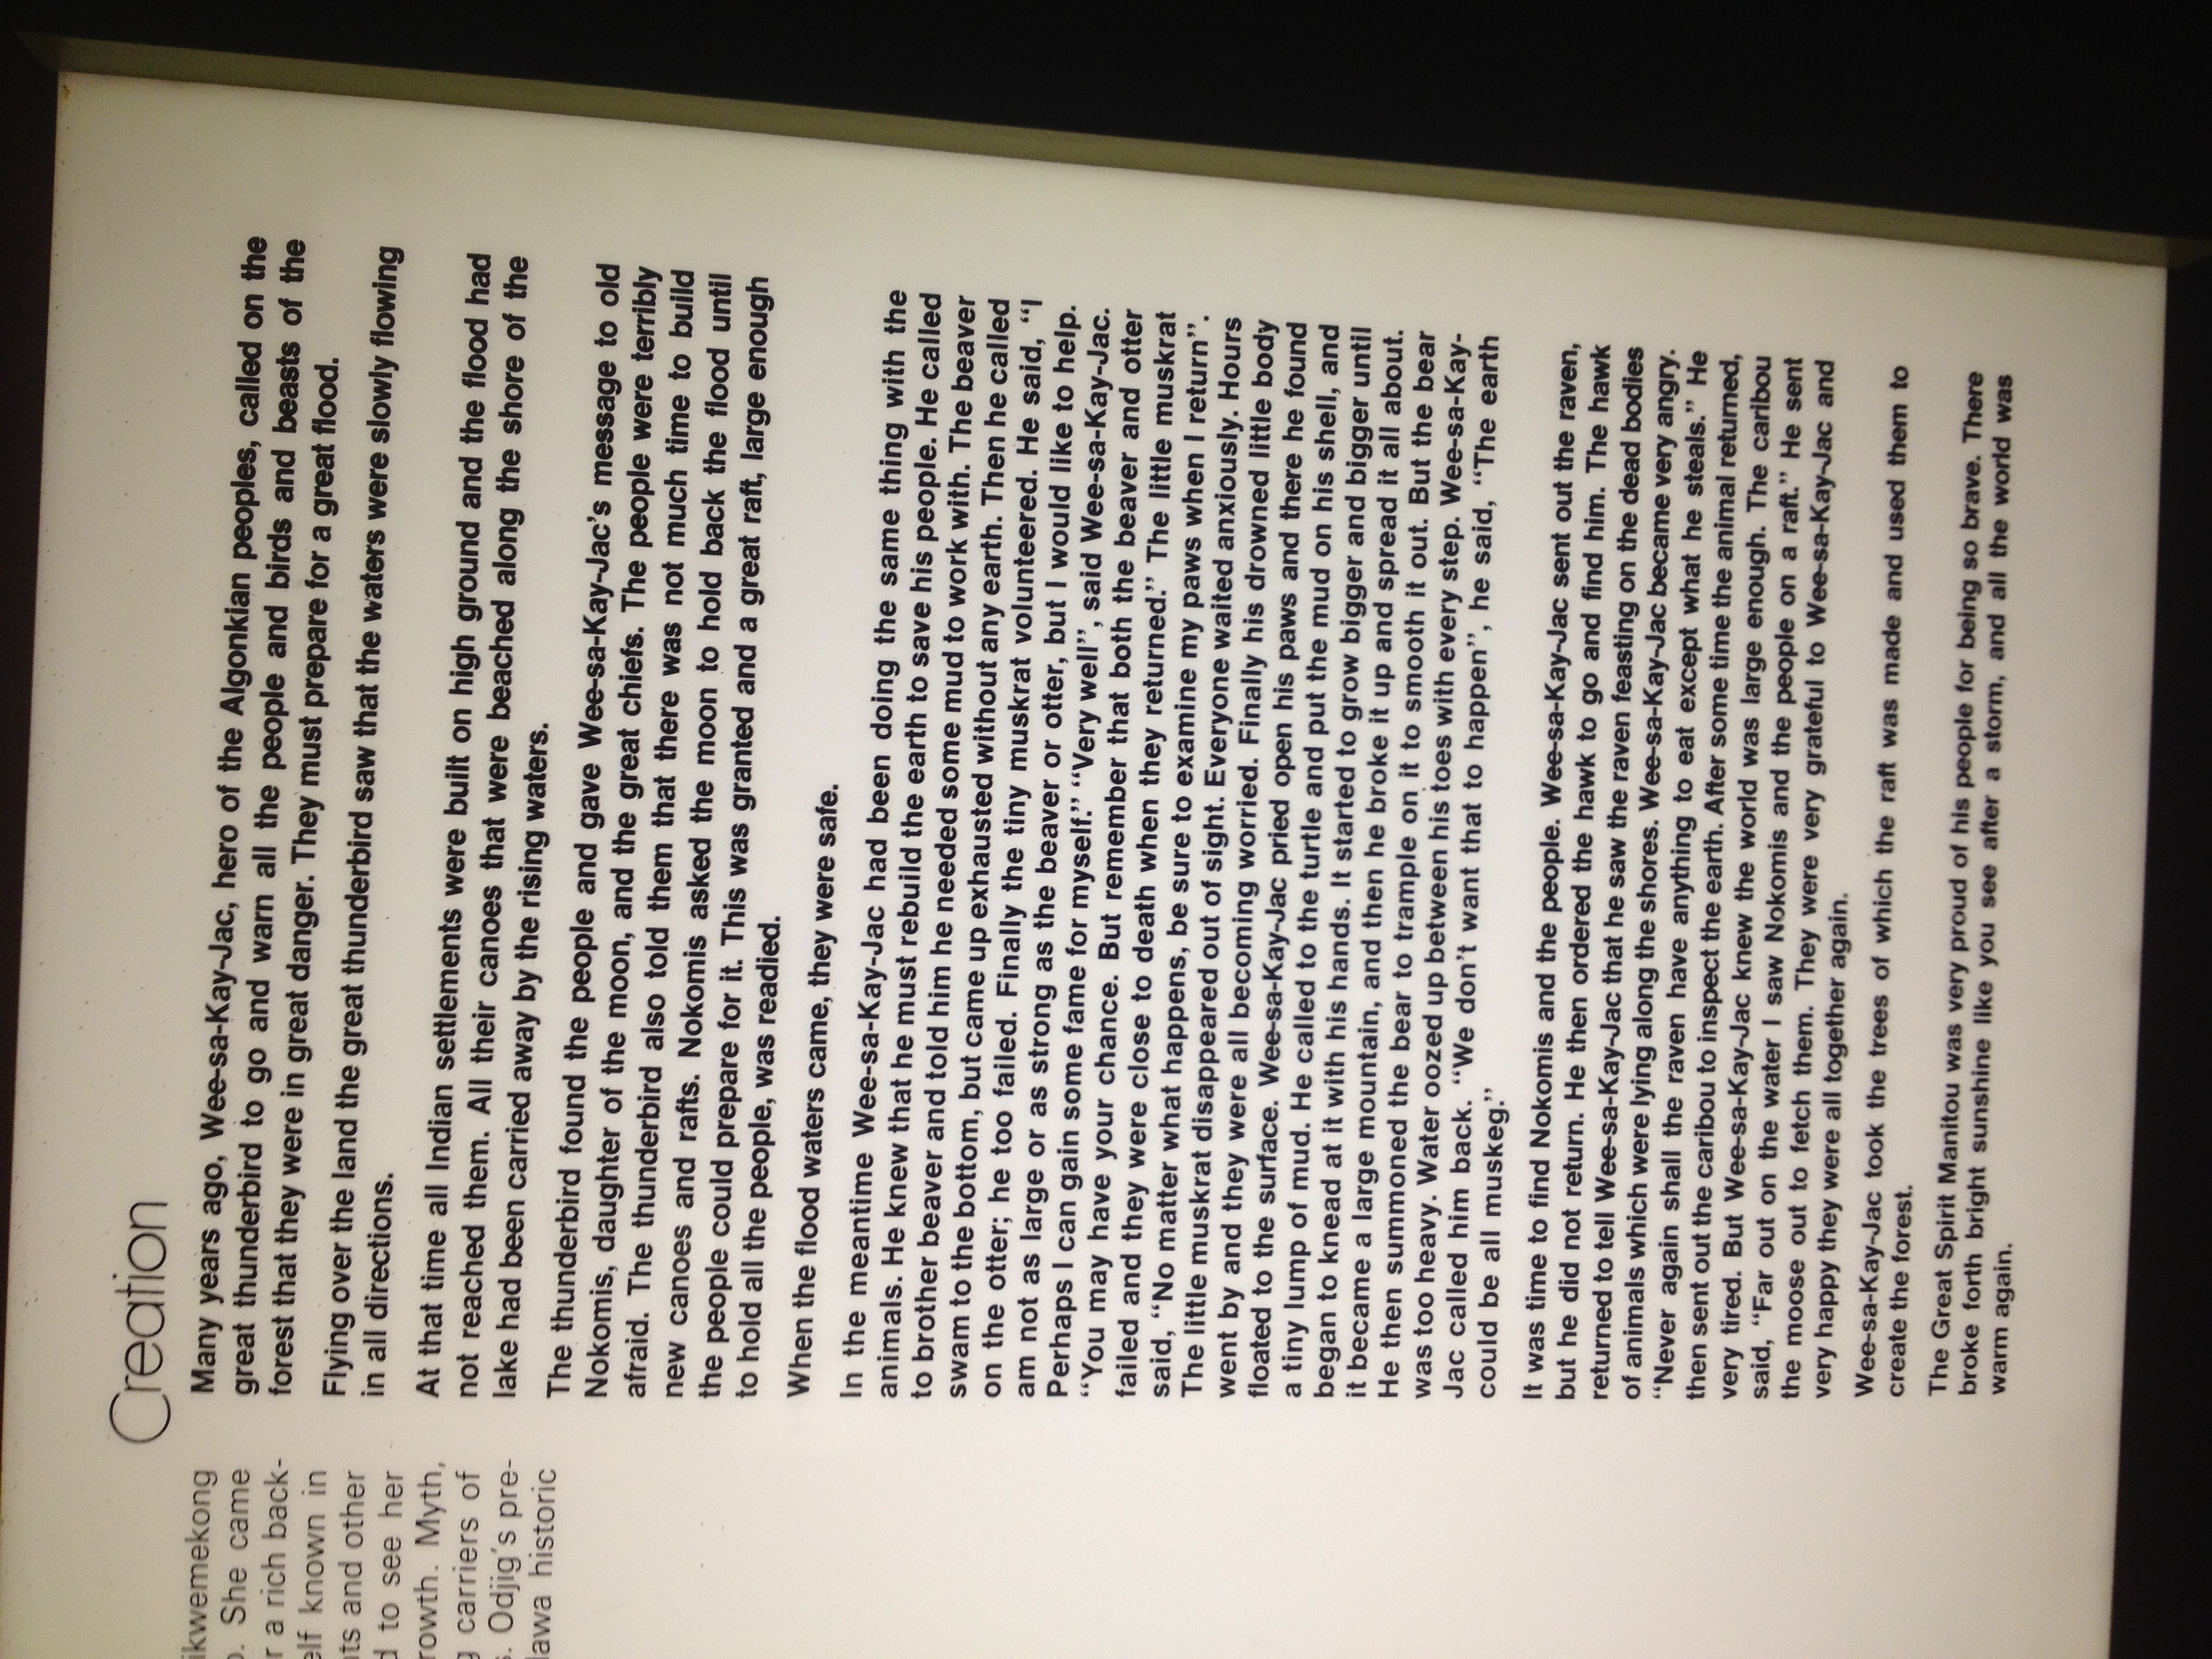 Creation
ikwemekong
. She came
r a rich back-
elf known in
ts and other
to see her
rowth. Myth,
g carriers of
s. Odjig's pre-
lawa historic
Many years ago, Wee-sa-Kay-Jac, hero of the Algonkian peoples, called on the
great thunderbird to go and warn all the people and birds and beasts of the
forest that they were in great danger. They must prepare for a great flood.
Flying over the land the great thunderbird saw that the waters were slowly flowing
in all directions.
At that time all Indian settlements were built on high ground and the flood had
not reached them. All their canoes that were beached along the shore of the
lake had been carried away by the rising waters.
The thunderbird found the people and gave Wee-sa-Kay-Jac's message to old
Nokomis, daughter of the moon, and the great chiefs. The people were terribly
afraid. The thunderbird also told them that there was not much time to build
new canoes and rafts. Nokomis asked the moon to hold back the flood until
the people could prepare for it. This was granted and a great raft, large enough
to hold all the people, was readied.
When the flood waters came, they were safe.
In the meantime Wee-sa-Kay-Jac had been doing the same thing with the
animals. He knew that he must rebuild the earth to save his people. He called
to brother beaver and told him he needed some mud to work with. The beaver
swam to the bottom, but came up exhausted without any earth. Then he called
on the otter; he too failed. Finally the tiny muskrat volunteered. He said, "I
am not as large or as strong as the beaver or otter, but I would like to help.
Perhaps I can gain some fame for myself." "Very well", said Wee-sa-Kay-Jac.
"You may have your chance. But remember that both the beaver and otter
failed and they were close to death when they returned." The little muskrat
said, "No matter what happens, be sure to examine my paws when I return".
The little muskrat disappeared out of sight. Everyone waited anxiously. Hours
went by and they were all becoming worried. Finally his drowned little body
floated to the surface. Wee-sa-Kay-Jac pried open his paws and there he found
a tiny lump of mud. He called to the turtle and put the mud on his shell, and
began to knead at it with his hands. It started to grow bigger and bigger until
it became a large mountain, and then he broke it up and spread it all about.
He then summoned the bear to trample on it to smooth it out. But the bear
was too heavy. Water oozed up between his toes with every step. Wee-sa-Kay-
Jac called him back. "We don't want that to happen", he said, "The earth
could be all muskeg."
It was time to find Nokomis and the people. Wee-sa-Kay-Jac sent out the raven,
but he did not return. He then ordered the hawk to go and find him. The hawk
returned to tell Wee-sa-Kay-Jac that he saw the raven feasting on the dead bodies
of animals which were lying along the shores. Wee-sa-Kay-Jac became very angry.
"Never again shall the raven have anything to eat except what he steals." He
then sent out the caribou to inspect the earth. After some time the animal returned,
very tired. But Wee-sa-Kay-Jac knew the world was large enough. The caribou
said, "Far out on the water I saw Nokomis and the people on a raft." He sent
the moose out to fetch them. They were very grateful to Wee-sa-Kay-Jac and
very happy they were all together again.
Wee-sa-Kay-Jac took the trees of which the raft was made and used them to
create the forest.
The Great Spirit Manitou was very proud of his people for being so brave. There
broke forth bright sunshine like you see after a storm, and all the world was
warm again.